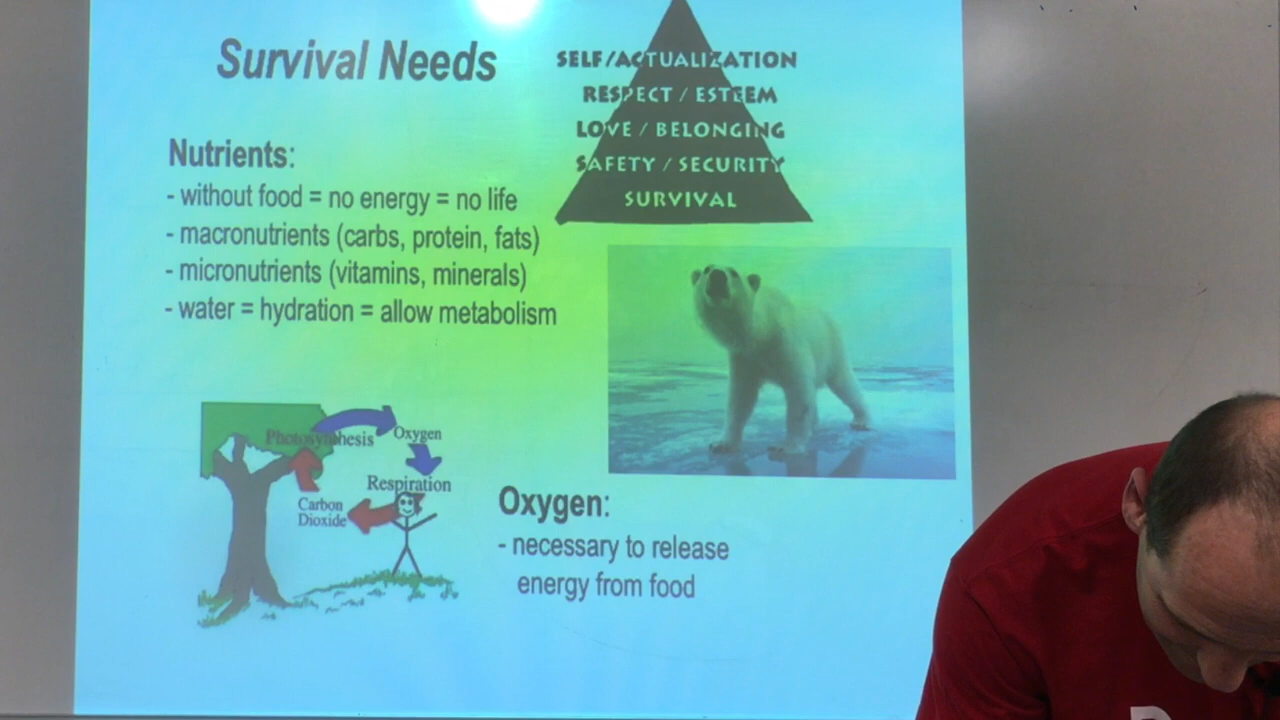 Survival Needs
SELF/ACTUALIZATION
RESPECT / ESTEEM
LOVE / BELONGING
SAFETY / SECURITY
SURVIVAL
Nutrients:
- without food = no energy = no life
- macronutrients (carbs, protein, fats)
- micronutrients (vitamins, minerals)
- water = hydration = allow metabolism
Photosynthesis
Oxygen
Respiration
Carbon
Dioxide
Oxygen:
- necessary to release
energy from food